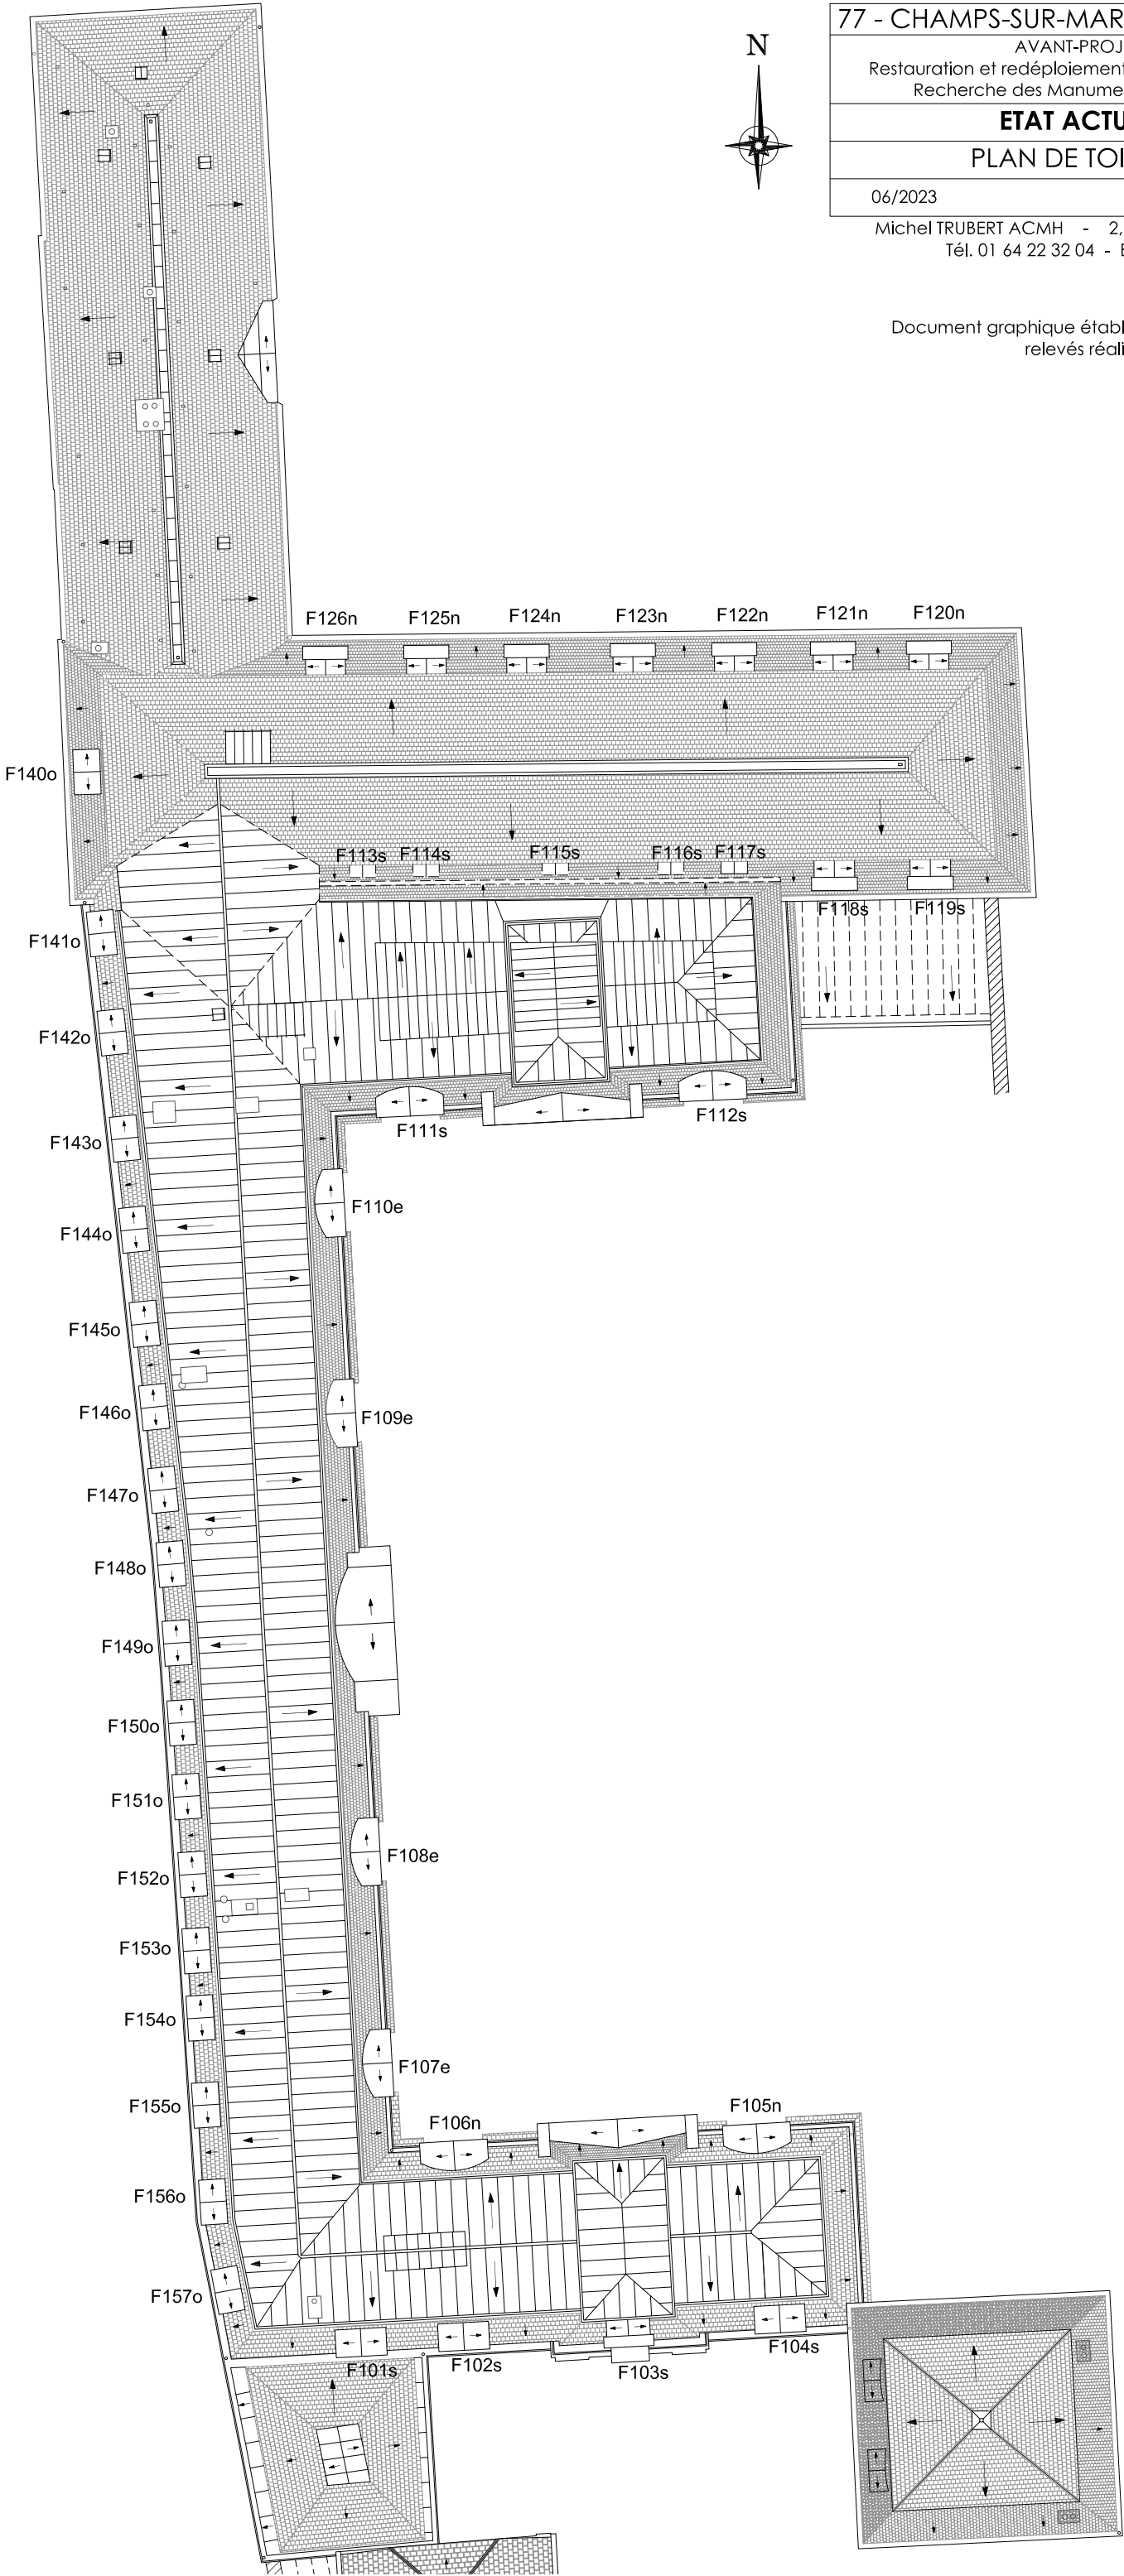 77 - CHAMPS-SUR-MAR
AVANT-PROJ
Restauration et redéploiement
Recherche des Manume
ETAT ACTU
PLAN DE TOI
06/2023
Michel TRUBERT ACMH - 2,
Tél. 01 64 22 32 04 - E
N
Document graphique établ
relevés réali
F126n F125n F124n F123n F122n F121n F120n
F140o
F113s F114s F115s F116s F117s
F118s F119s
F141o
F142o
F111s F112s
F143o
F110e
F144o
F145o
F146o
F109e
F147o
F148o
F149o
F150o
F151o
F108e
F152o
F153o
F154o
F107e
F155o
F106n F105n
F156o
F157o
F101s F102s F103s F104s